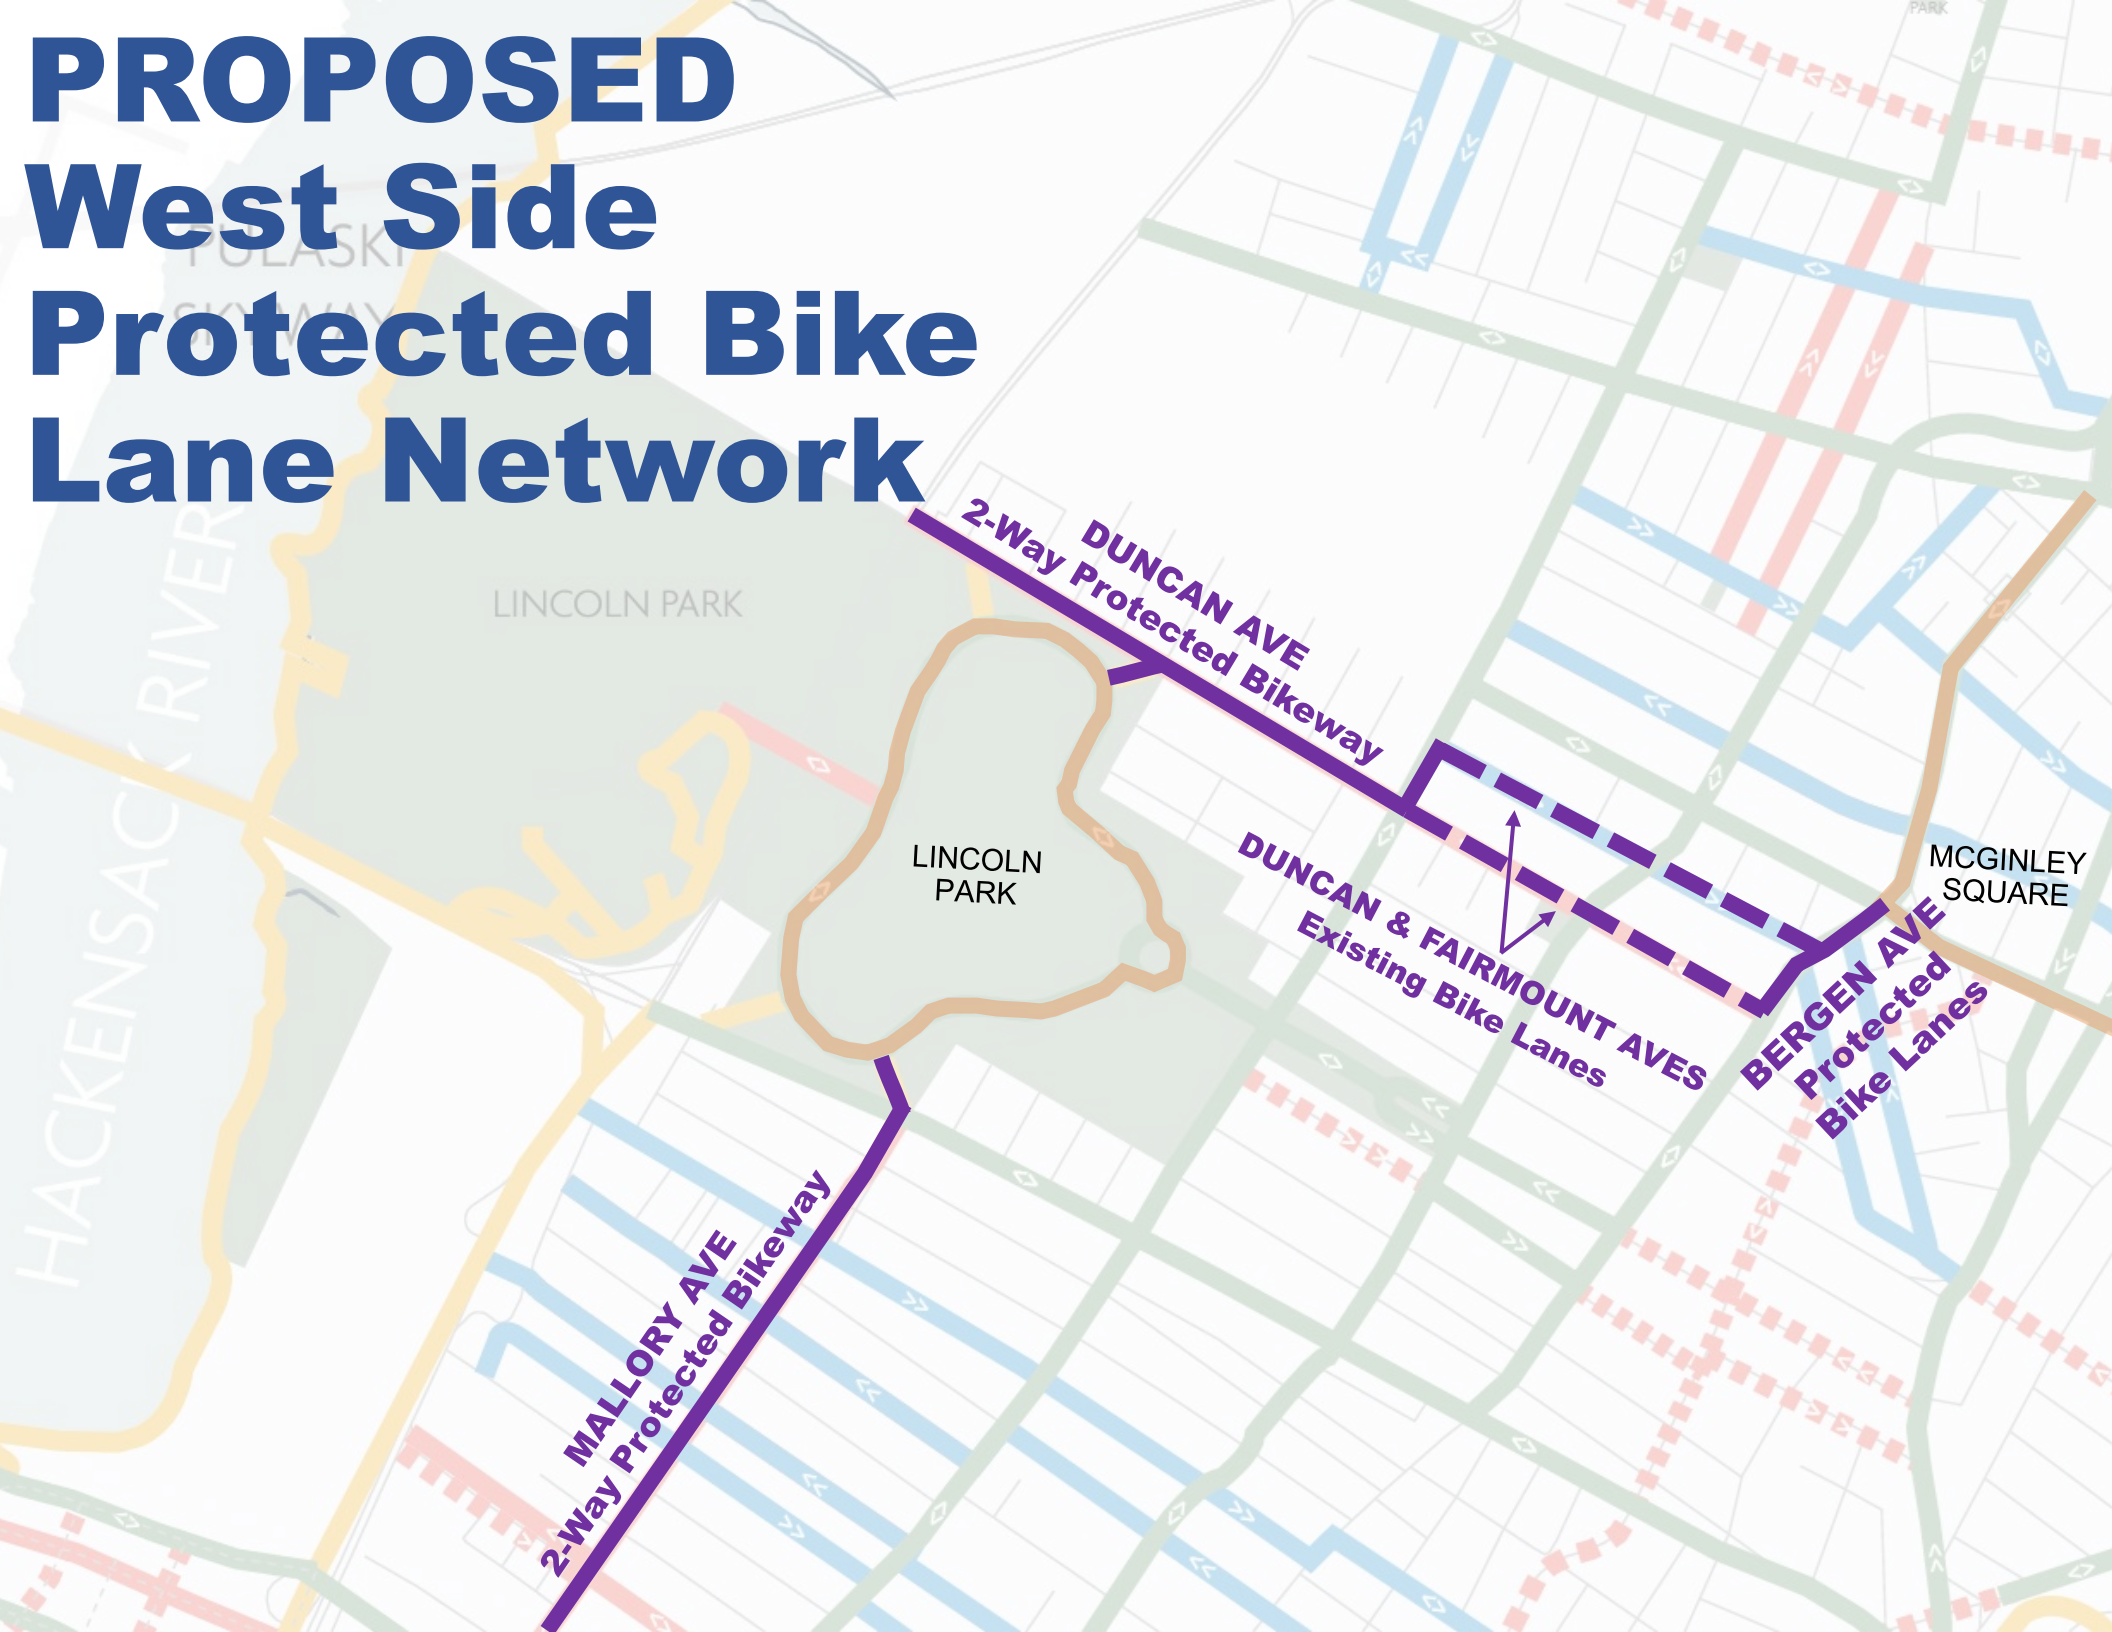 PROPOSED
West Side
Protected Bike
Lane Network
PARK
PULASKI
SKYWAY
HACKENSACK RIVER
LINCOLN PARK
DUNCAN AVE
2-Way Protected Bikeway
LINCOLN
PARK
DUNCAN & FAIRMOUNT AVES
Existing Bike Lanes
MCGINLEY
SQUARE
BERGEN AVE
Protected
Bike Lanes
MALLORY AVE
2-Way Protected Bikeway